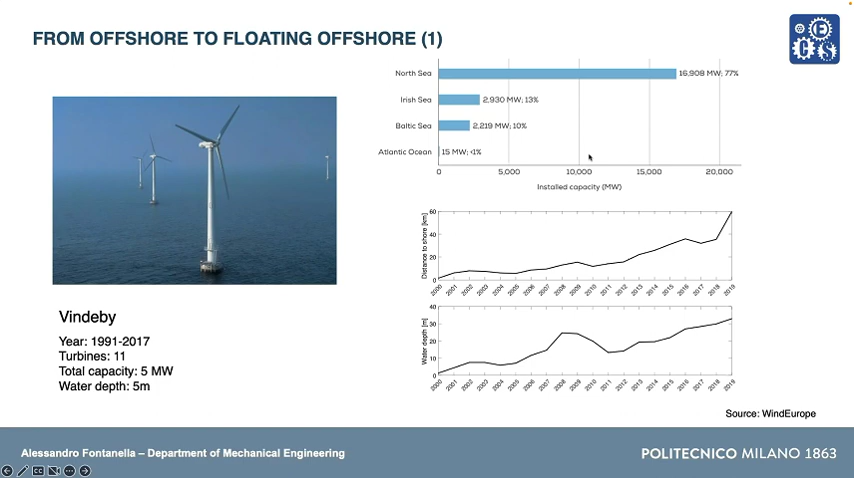 FROM OFFSHORE TO FLOATING OFFSHORE (1)
E
C S
North Sea
16,908 MW; 77%
Irish Sea
2,930 MW; 13%
Baltic Sea
2,219 MW; 10%
Atlantic Ocean
15 MW; <1%
0 5,000 10,000 15,000 20,000
Installed capacity (MW)
Distance to shore [km]
60
40
20
0
2000 2001 2002 2003 2004 2005 2006 2007 2008 2009 2010 2011 2012 2013 2014 2015 2016 2017 2018 2019
Water depth [m]
40
30
20
10
0
2000 2001 2002 2003 2004 2005 2006 2007 2008 2009 2010 2011 2012 2013 2014 2015 2016 2017 2018 2019
Vindeby
Year: 1991-2017
Turbines: 11
Total capacity: 5 MW
Water depth: 5m
Source: WindEurope
Alessandro Fontanella – Department of Mechanical Engineering
POLITECNICO MILANO 1863
CC